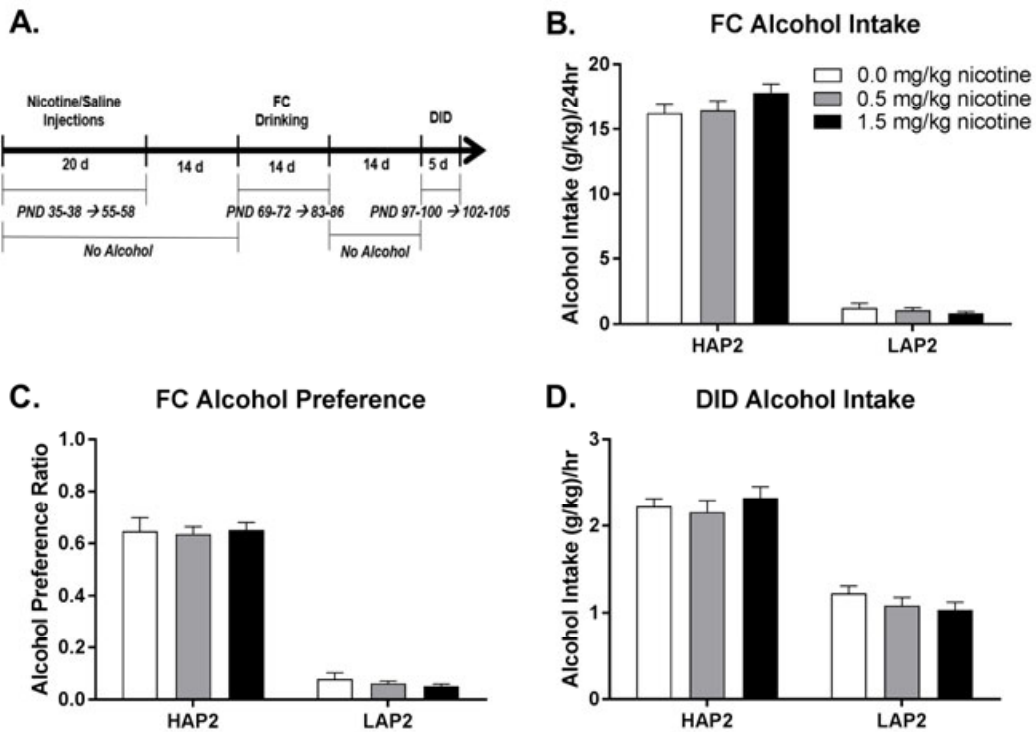 A.
Nicotine/Saline
Injections
FC
Drinking
DID
20 d
14 d
14 d
14 d
5 d
PND 35-38 → 55-58
PND 69-72 → 83-86
PND 97-100 → 102-105
No Alcohol
No Alcohol
B.
FC Alcohol Intake
Alcohol Intake (g/kg)/24hr
20
15
10
5
0
0.0 mg/kg nicotine
0.5 mg/kg nicotine
1.5 mg/kg nicotine
HAP2
LAP2
C.
FC Alcohol Preference
Alcohol Preference Ratio
1.0
0.8
0.6
0.4
0.2
0.0
HAP2
LAP2
D.
DID Alcohol Intake
Alcohol Intake (g/kg)/hr
3
2
1
0
HAP2
LAP2